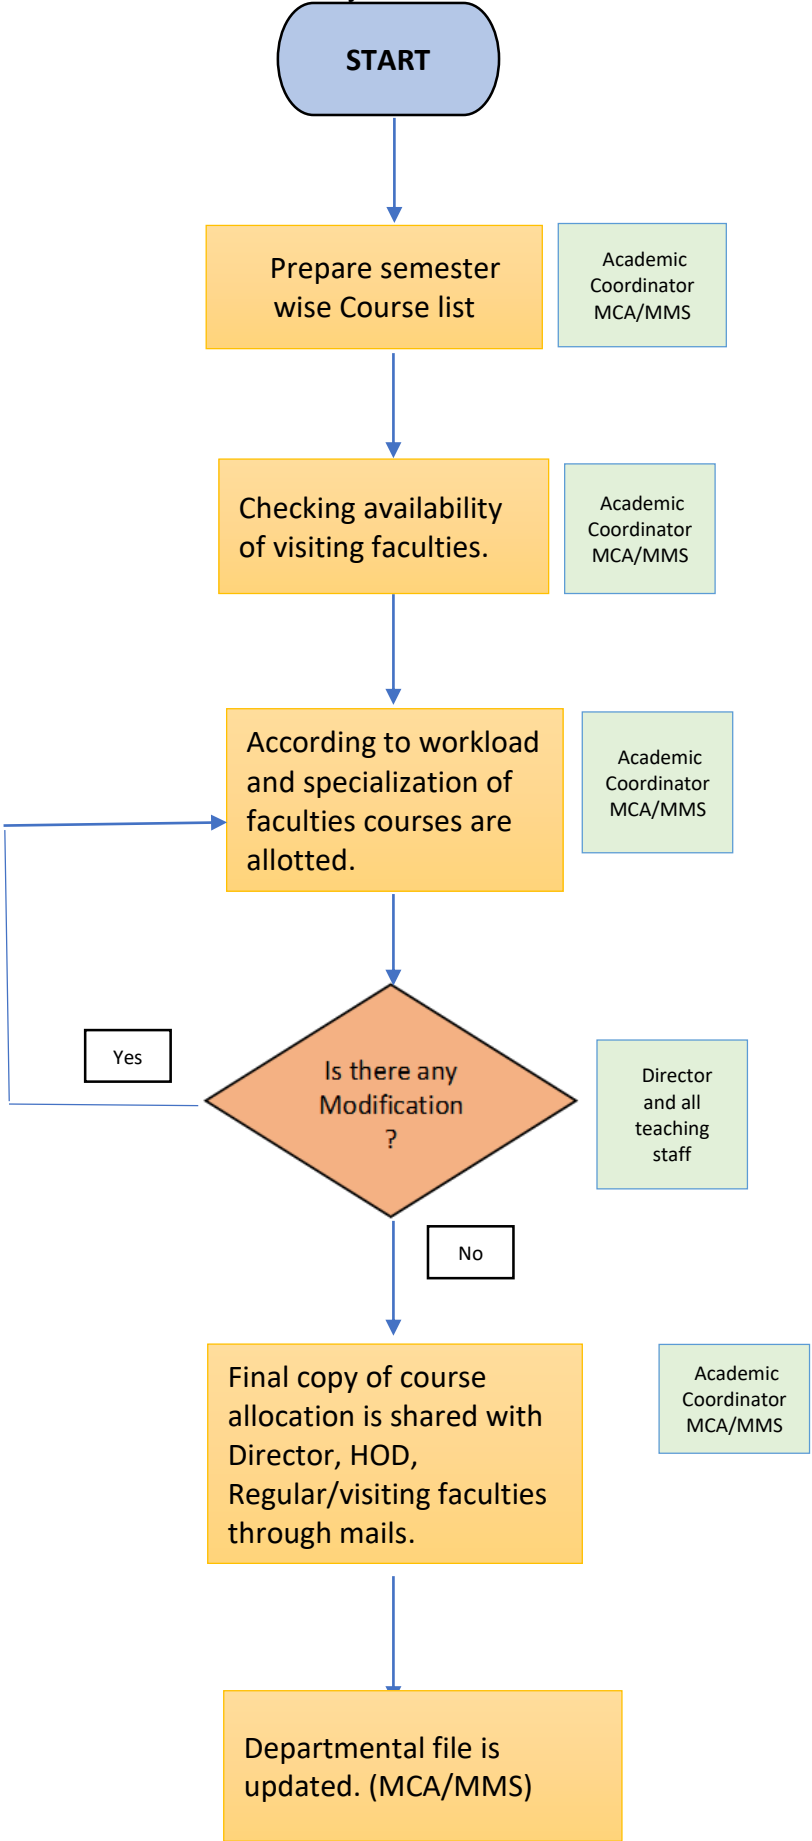 START
Prepare semester
wise Course list
Academic
Coordinator
MCA/MMS
Checking availability
of visiting faculties.
Academic
Coordinator
MCA/MMS
According to workload
and specialization of
faculties courses are
allotted.
Academic
Coordinator
MCA/MMS
Yes
Is there any
Modification
?
Director
and all
teaching
staff
No
Final copy of course
allocation is shared with
Director, HOD,
Regular/visiting faculties
through mails.
Academic
Coordinator
MCA/MMS
Departmental file is
updated. (MCA/MMS)